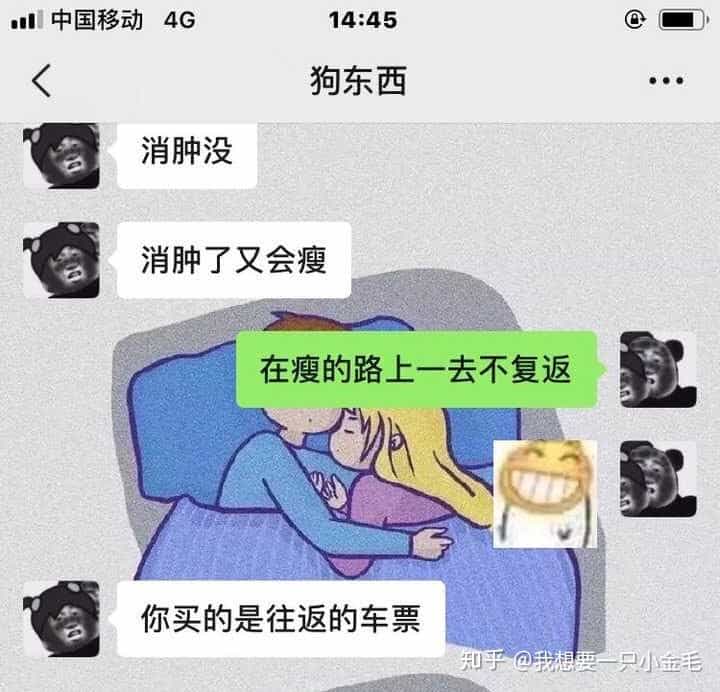 中国移动 4G 14:45
狗东西
消肿没
消肿了又会瘦
在瘦的路上一去不复返
你买的是往返的车票
知乎 @我想要一只小金毛